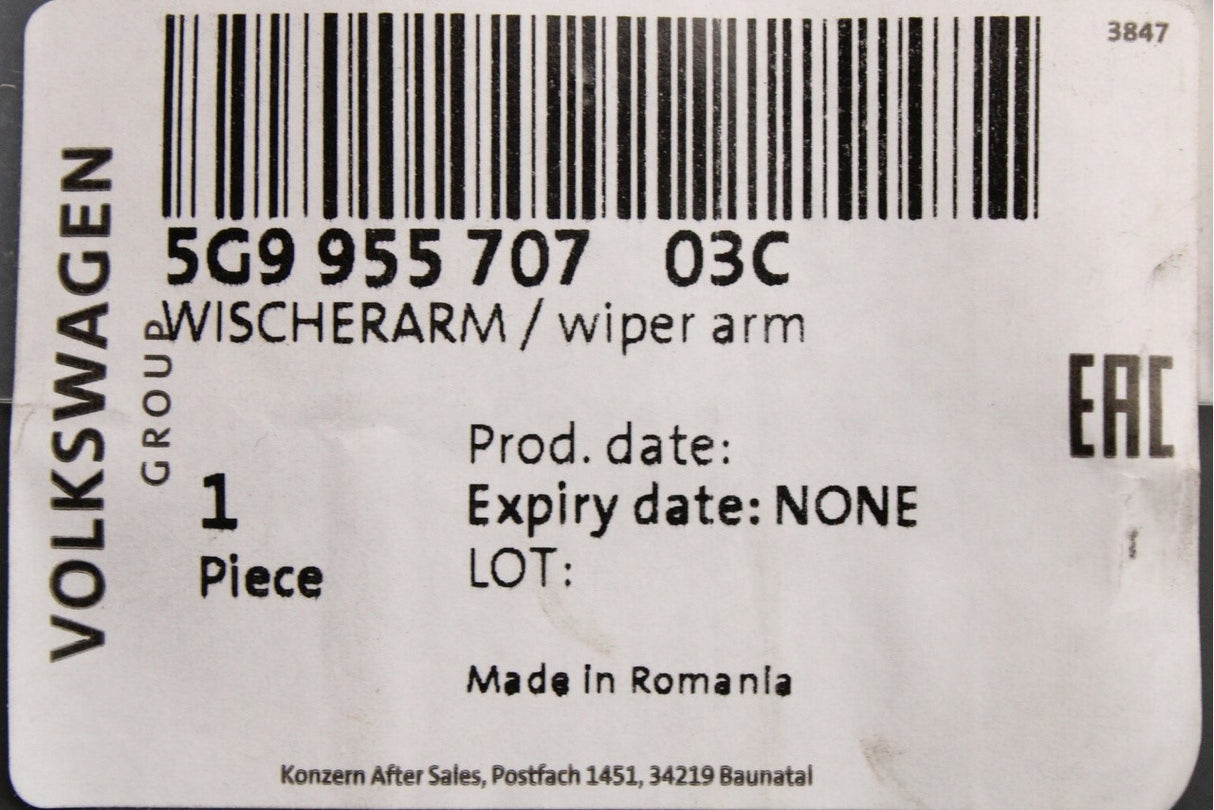 3847
VOLKSWAGEN
GROUP
5G9 955 707 03C
WISCHERARM / wiper arm
EAC
Prod. date:
1
Expiry date: NONE
Piece
LOT:
Made in Romania
Konzern After Sales, Postfach 1451, 34219 Baunatal